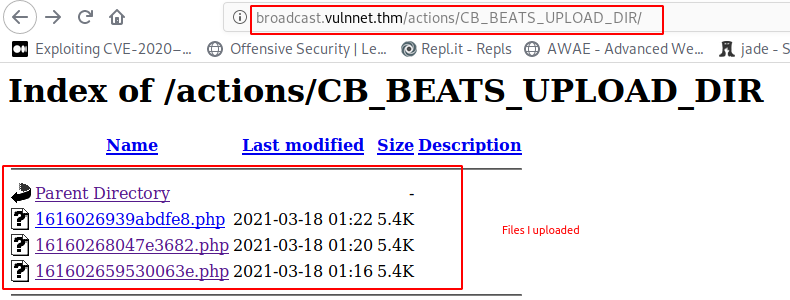 broadcast.vulnnet.thm/actions/CB_BEATS_UPLOAD_DIR/
Exploiting CVE-2020–… Offensive Security | Le… Repl.it - Repls AWAE - Advanced We… jade - S
Index of /actions/CB_BEATS_UPLOAD_DIR
Name Last modified Size Description
Parent Directory -
1616026939abdfe8.php 2021-03-18 01:22 5.4K
16160268047e3682.php 2021-03-18 01:20 5.4K
161602659530063e.php 2021-03-18 01:16 5.4K
Files I uploaded